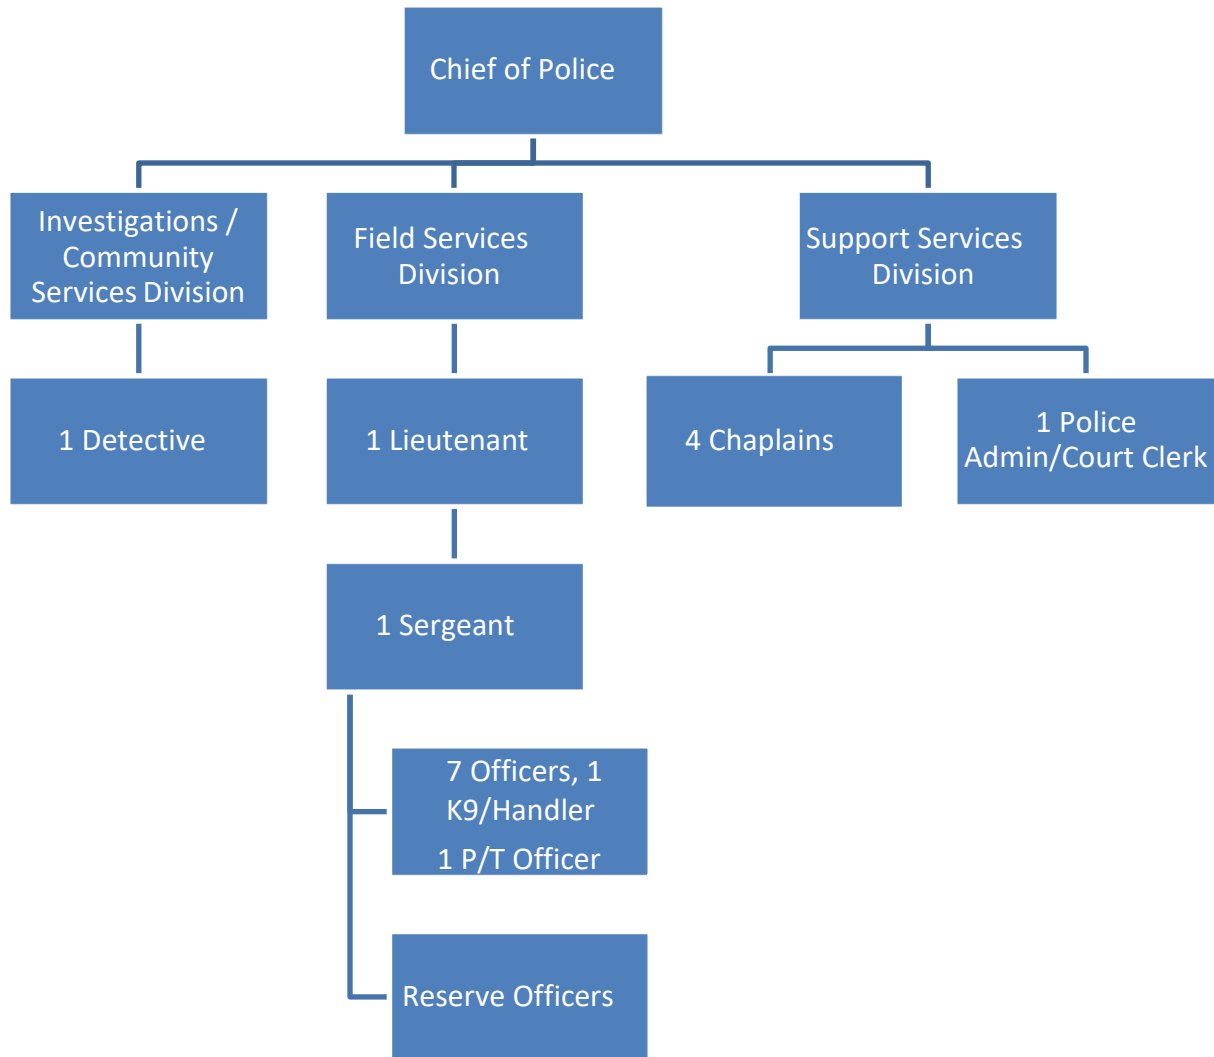 Chief of Police
Investigations /
Community
Services Division
Field Services
Division
Support Services
Division
1 Detective
1 Lieutenant
4 Chaplains
1 Police
Admin/Court Clerk
1 Sergeant
7 Officers, 1
K9/Handler
1 P/T Officer
Reserve Officers